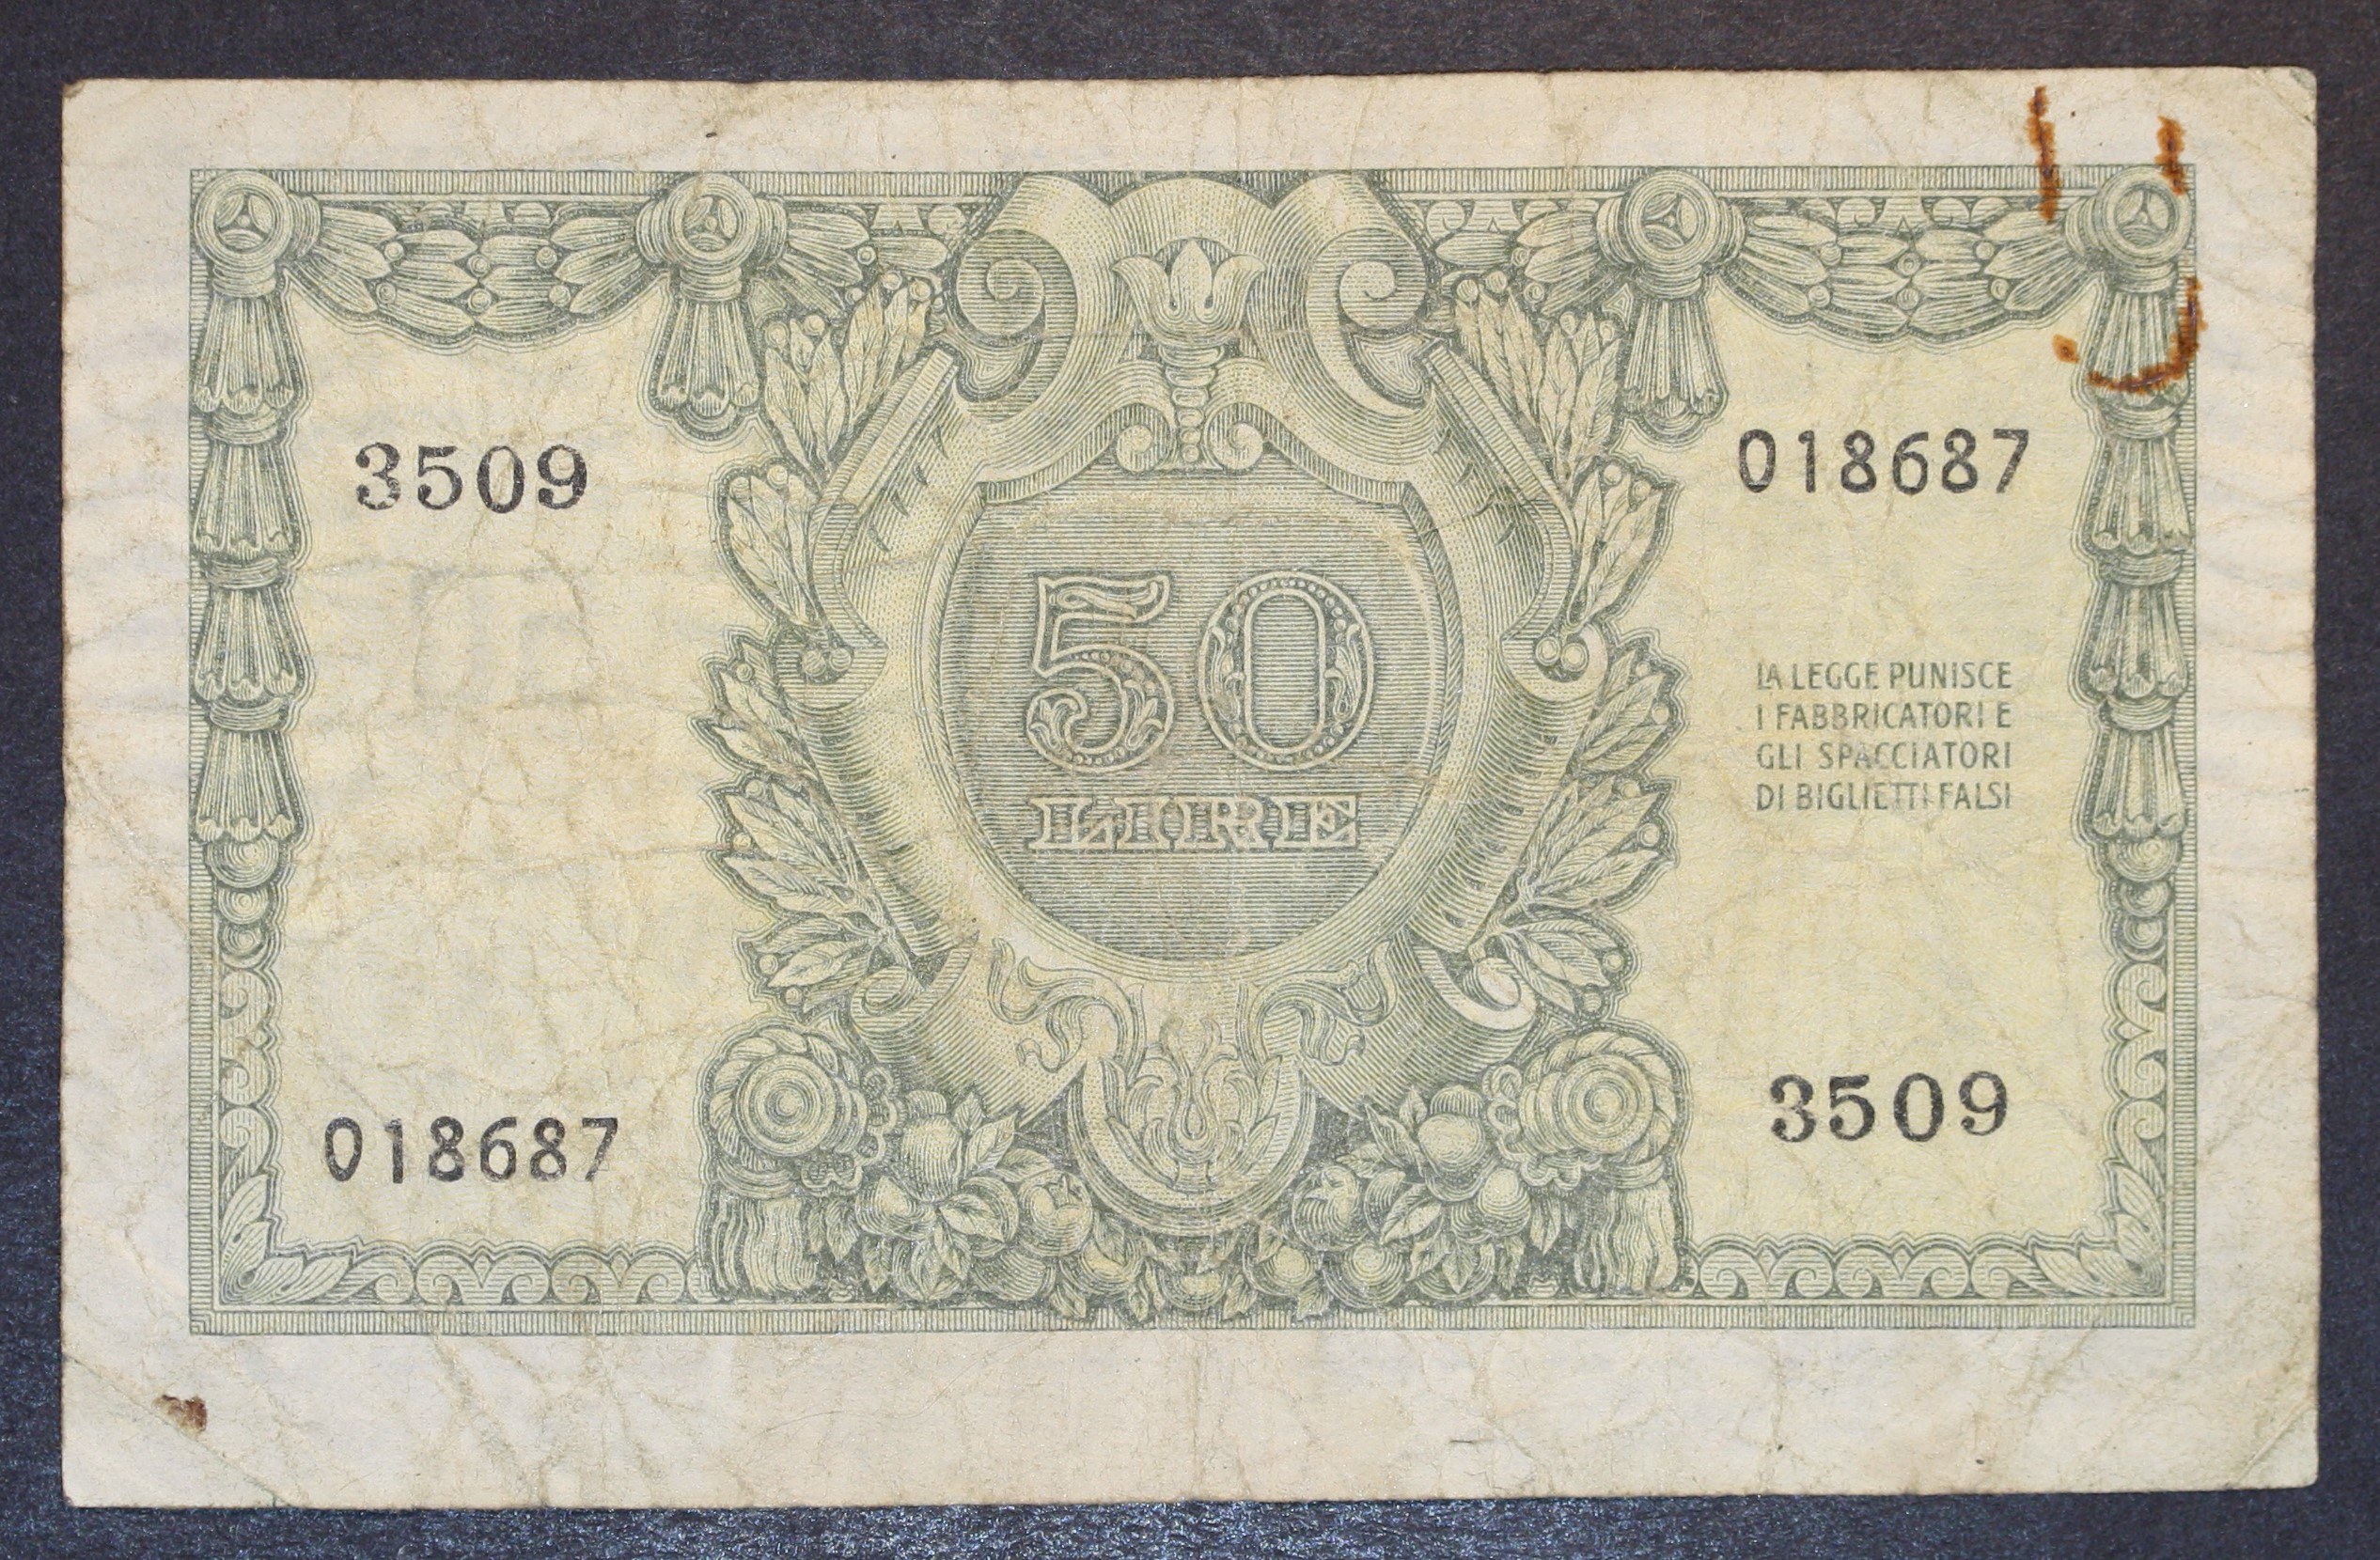 3509
018687
50
LIRE
LA LEGGE PUNISCE
I FABBRICATORI E
GLI SPACCIATORI
DI BIGLIETTI FALSI
018687
3509